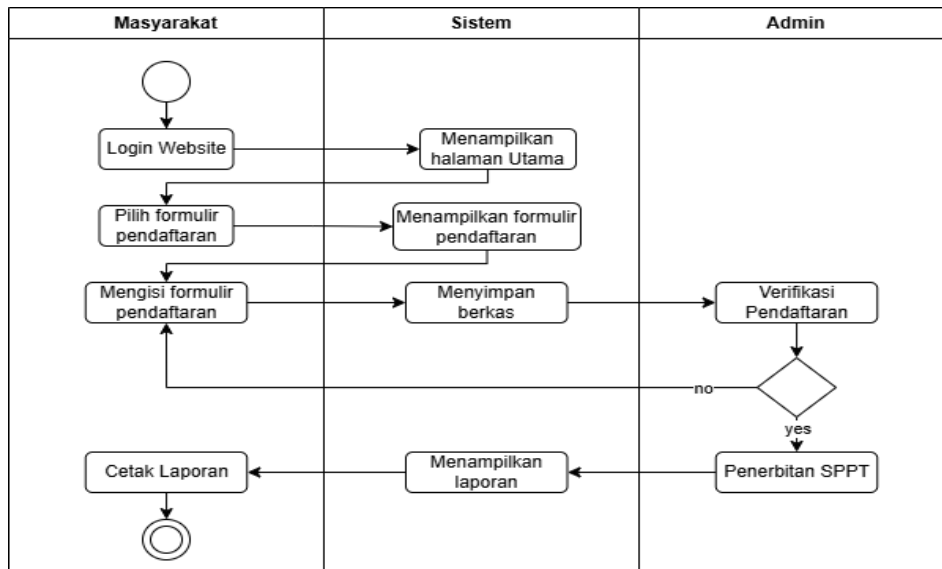 Masyarakat
Sistem
Admin
Login Website
Menampilkan
halaman Utama
Pilih formulir
pendaftaran
Menampilkan formulir
pendaftaran
Mengisi formulir
pendaftaran
Menyimpan
berkas
Verifikasi
Pendaftaran
no
yes
Cetak Laporan
Menampilkan
laporan
Penerbitan SPPT